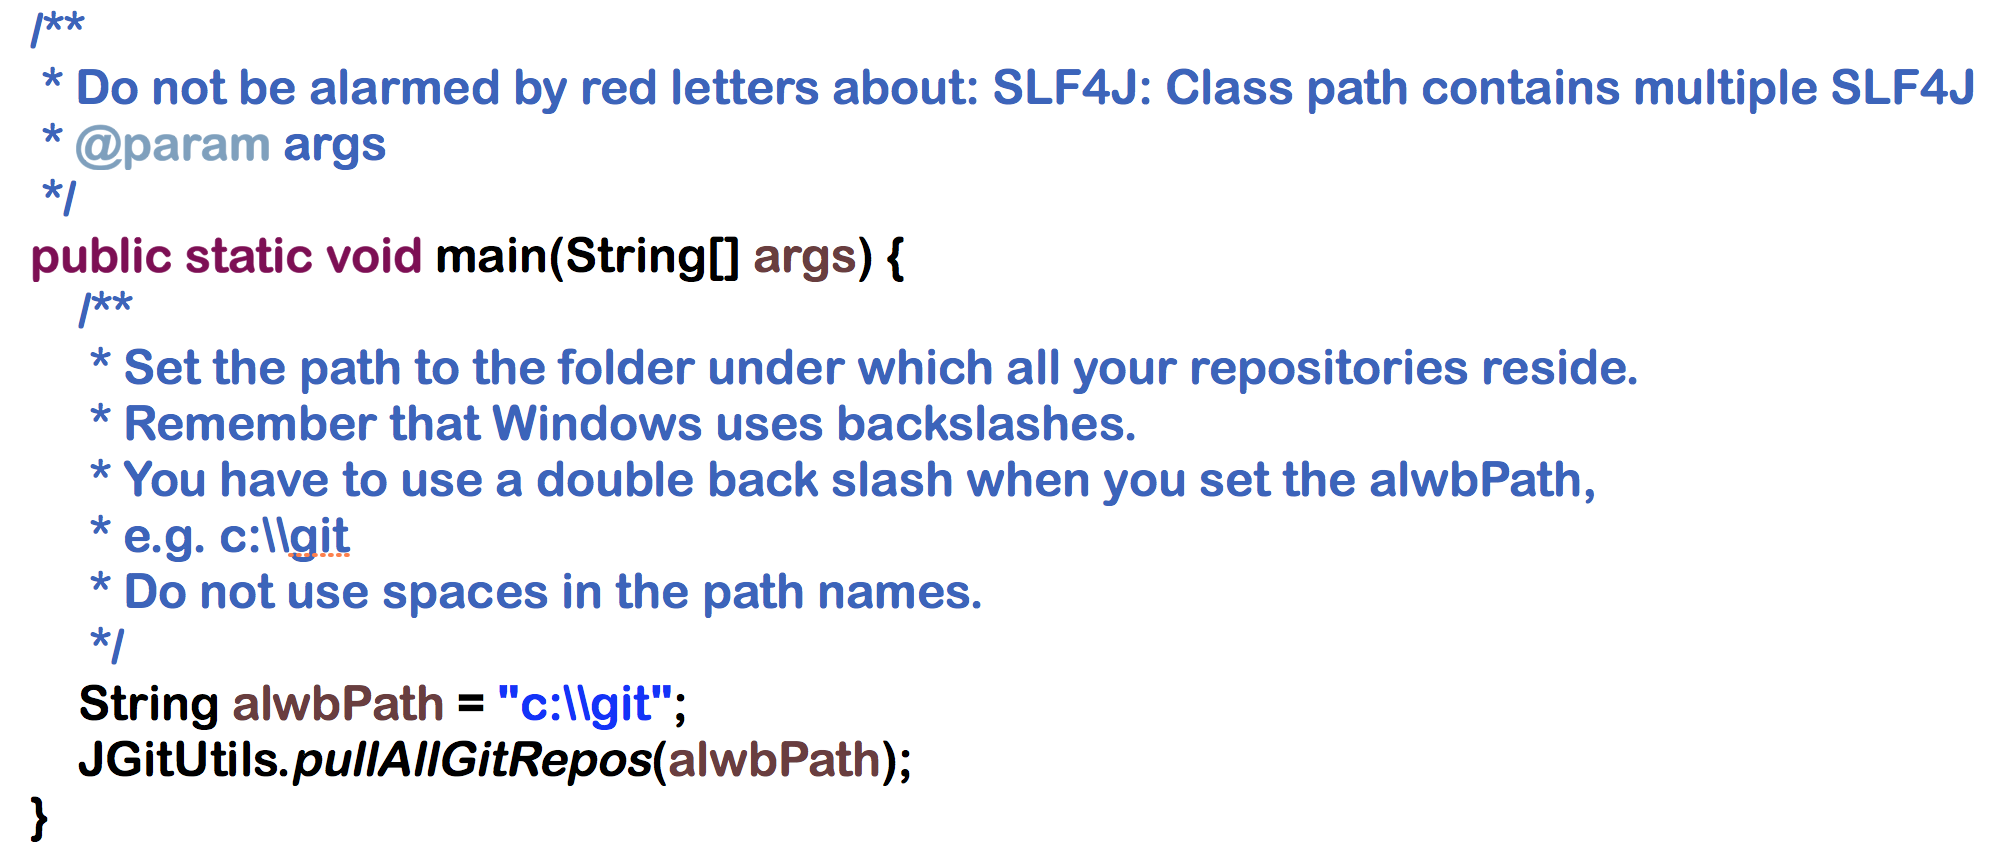 /**
 * Do not be alarmed by red letters about: SLF4J: Class path contains multiple SLF4J
 * @param args
 */
public static void main(String[] args) {
    /**
     * Set the path to the folder under which all your repositories reside.
     * Remember that Windows uses backslashes.
     * You have to use a double back slash when you set the alwbPath,
     * e.g. c:\\git
     * Do not use spaces in the path names.
     */
    String alwbPath = "c:\\git";
    JGitUtils.pullAllGitRepos(alwbPath);
}